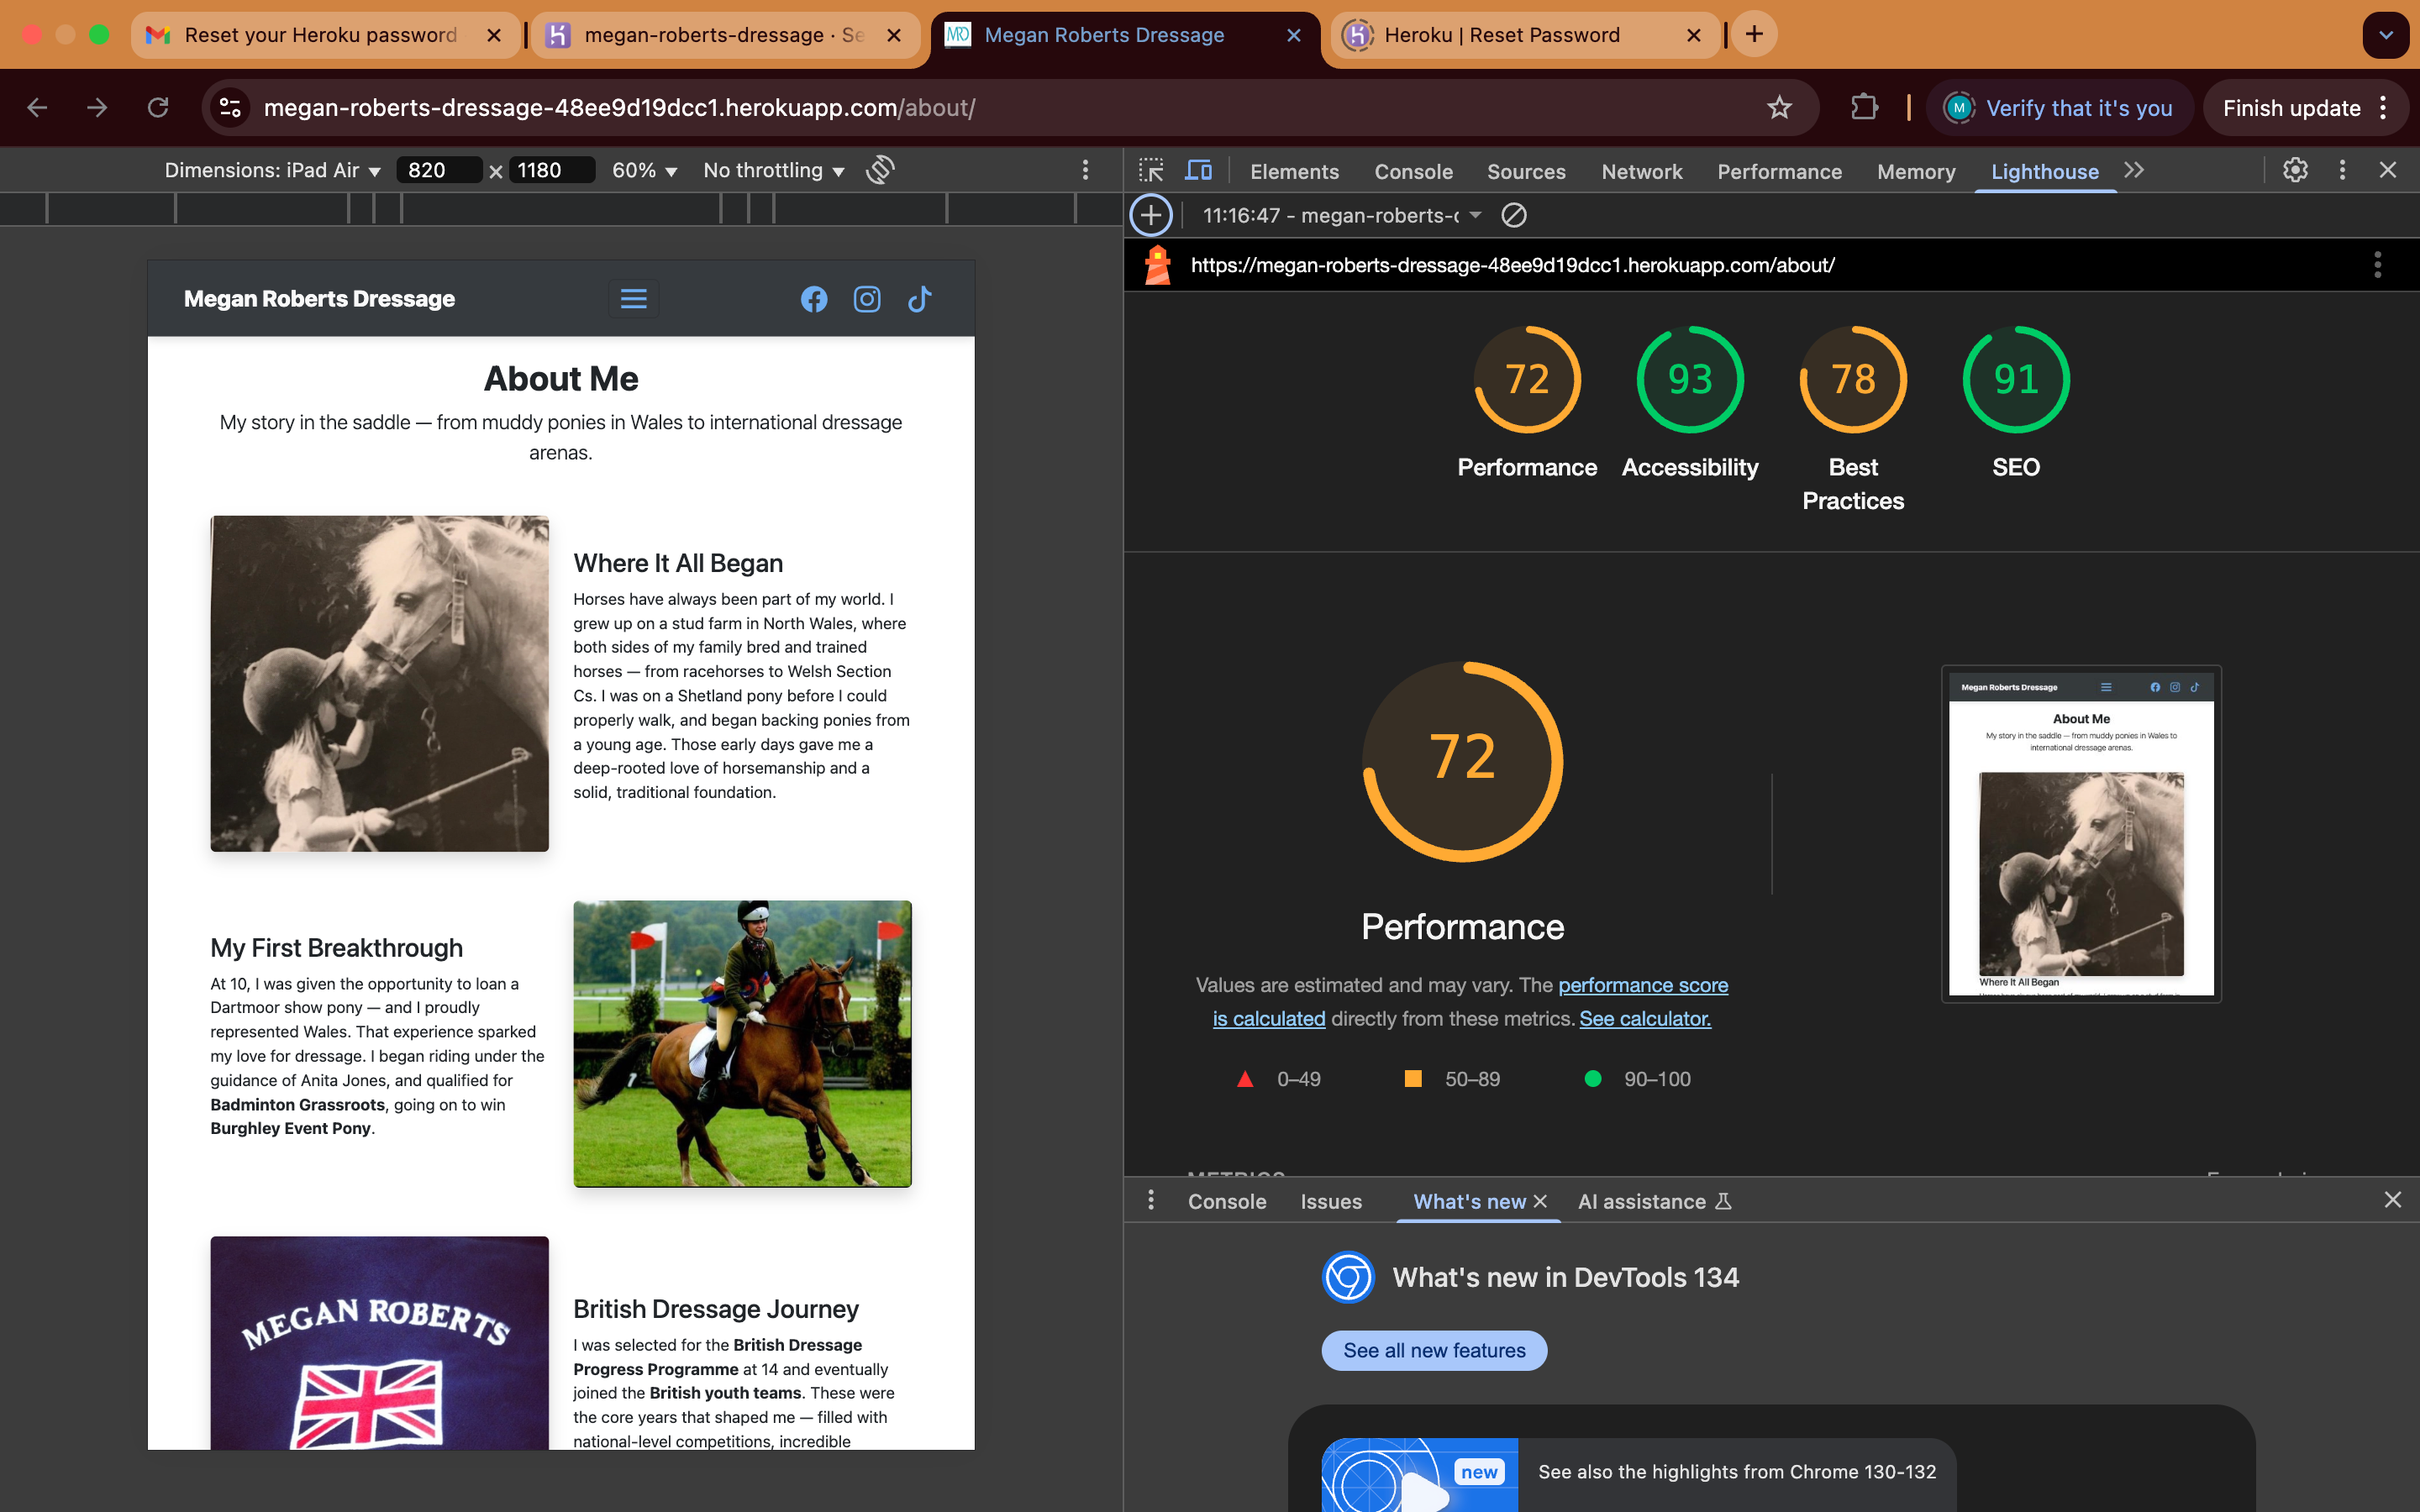 Reset your Heroku password
megan-roberts-dressage · Se
Megan Roberts Dressage
Heroku | Reset Password
megan-roberts-dressage-48ee9d19dcc1.herokuapp.com/about/
M
Verify that it's you
Finish update
Dimensions: iPad Air
820
1180
60%
No throttling
Elements
Console
Sources
Network
Performance
Memory
Lighthouse
11:16:47 - megan-roberts-
https://megan-roberts-dressage-48ee9d19dcc1.herokuapp.com/about/
Megan Roberts Dressage
About Me
My story in the saddle — from muddy ponies in Wales to international dressage
arenas.
Where It All Began
Horses have always been part of my world. I
grew up on a stud farm in North Wales, where
both sides of my family bred and trained
horses — from racehorses to Welsh Section
Cs. I was on a Shetland pony before I could
properly walk, and began backing ponies from
a young age. Those early days gave me a
deep-rooted love of horsemanship and a
solid, traditional foundation.
My First Breakthrough
At 10, I was given the opportunity to loan a
Dartmoor show pony — and I proudly
represented Wales. That experience sparked
my love for dressage. I began riding under the
guidance of Anita Jones, and qualified for
Badminton Grassroots, going on to win
Burghley Event Pony.
MEGAN ROBERTS
British Dressage Journey
I was selected for the British Dressage
Progress Programme at 14 and eventually
joined the British youth teams. These were
the core years that shaped me — filled with
national-level competitions, incredible
72
93
78
91
Performance
Accessibility
Best
Practices
SEO
72
Performance
Values are estimated and may vary. The performance score
is calculated directly from these metrics. See calculator.
0–49
50–89
90–100
Megan Roberts Dressage
About Me
My story in the saddle — from muddy ponies in Wales to
international dressage arenas.
Where It All Began
METRICS
Console
Issues
What's new
AI assistance
What's new in DevTools 134
See all new features
new
See also the highlights from Chrome 130-132